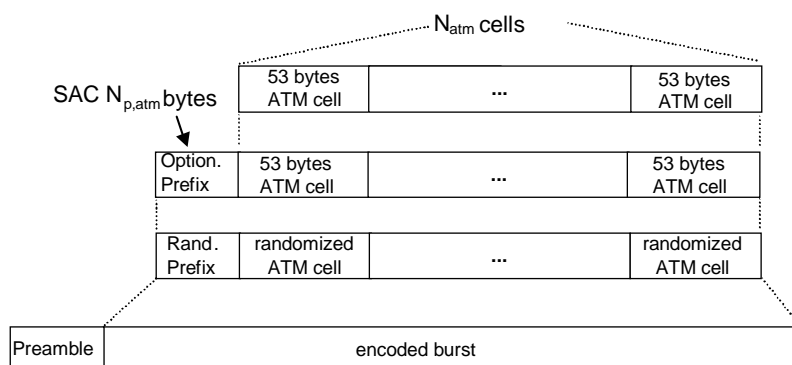 N_atm cells
53 bytes ATM cell
...
53 bytes ATM cell
SAC N_p,atm bytes
Option. Prefix
53 bytes ATM cell
...
53 bytes ATM cell
Rand. Prefix
randomized ATM cell
...
randomized ATM cell
Preamble
encoded burst